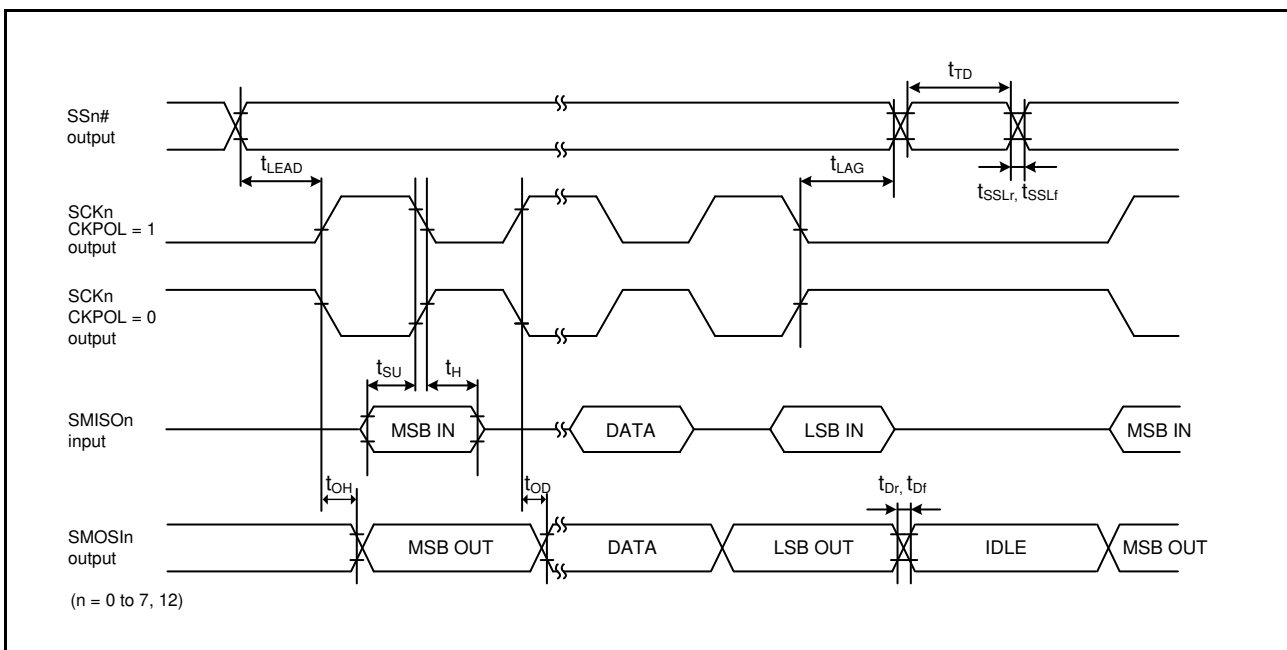 SSn#
output
tTD
tLEAD
tLAG
tSSLr, tSSLf
SCKn
CKPOL = 1
output
SCKn
CKPOL = 0
output
tSU
tH
SMISOn
input
MSB IN
DATA
LSB IN
MSB IN
tOH
tOD
tDr, tDf
SMOSIn
output
MSB OUT
DATA
LSB OUT
IDLE
MSB OUT
(n = 0 to 7, 12)